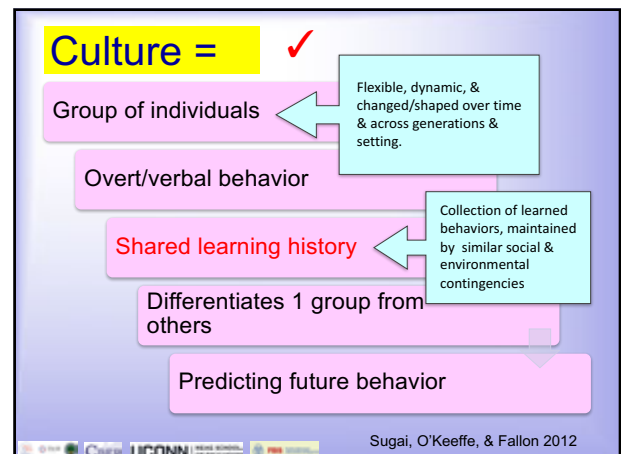 Culture = ✓
Group of individuals
Flexible, dynamic, &
changed/shaped over time
& across generations &
setting.
Overt/verbal behavior
Shared learning history
Collection of learned
behaviors, maintained
by similar social &
environmental
contingencies
Differentiates 1 group from
others
Predicting future behavior
Sugai, O'Keeffe, & Fallon 2012
CBER UCONN